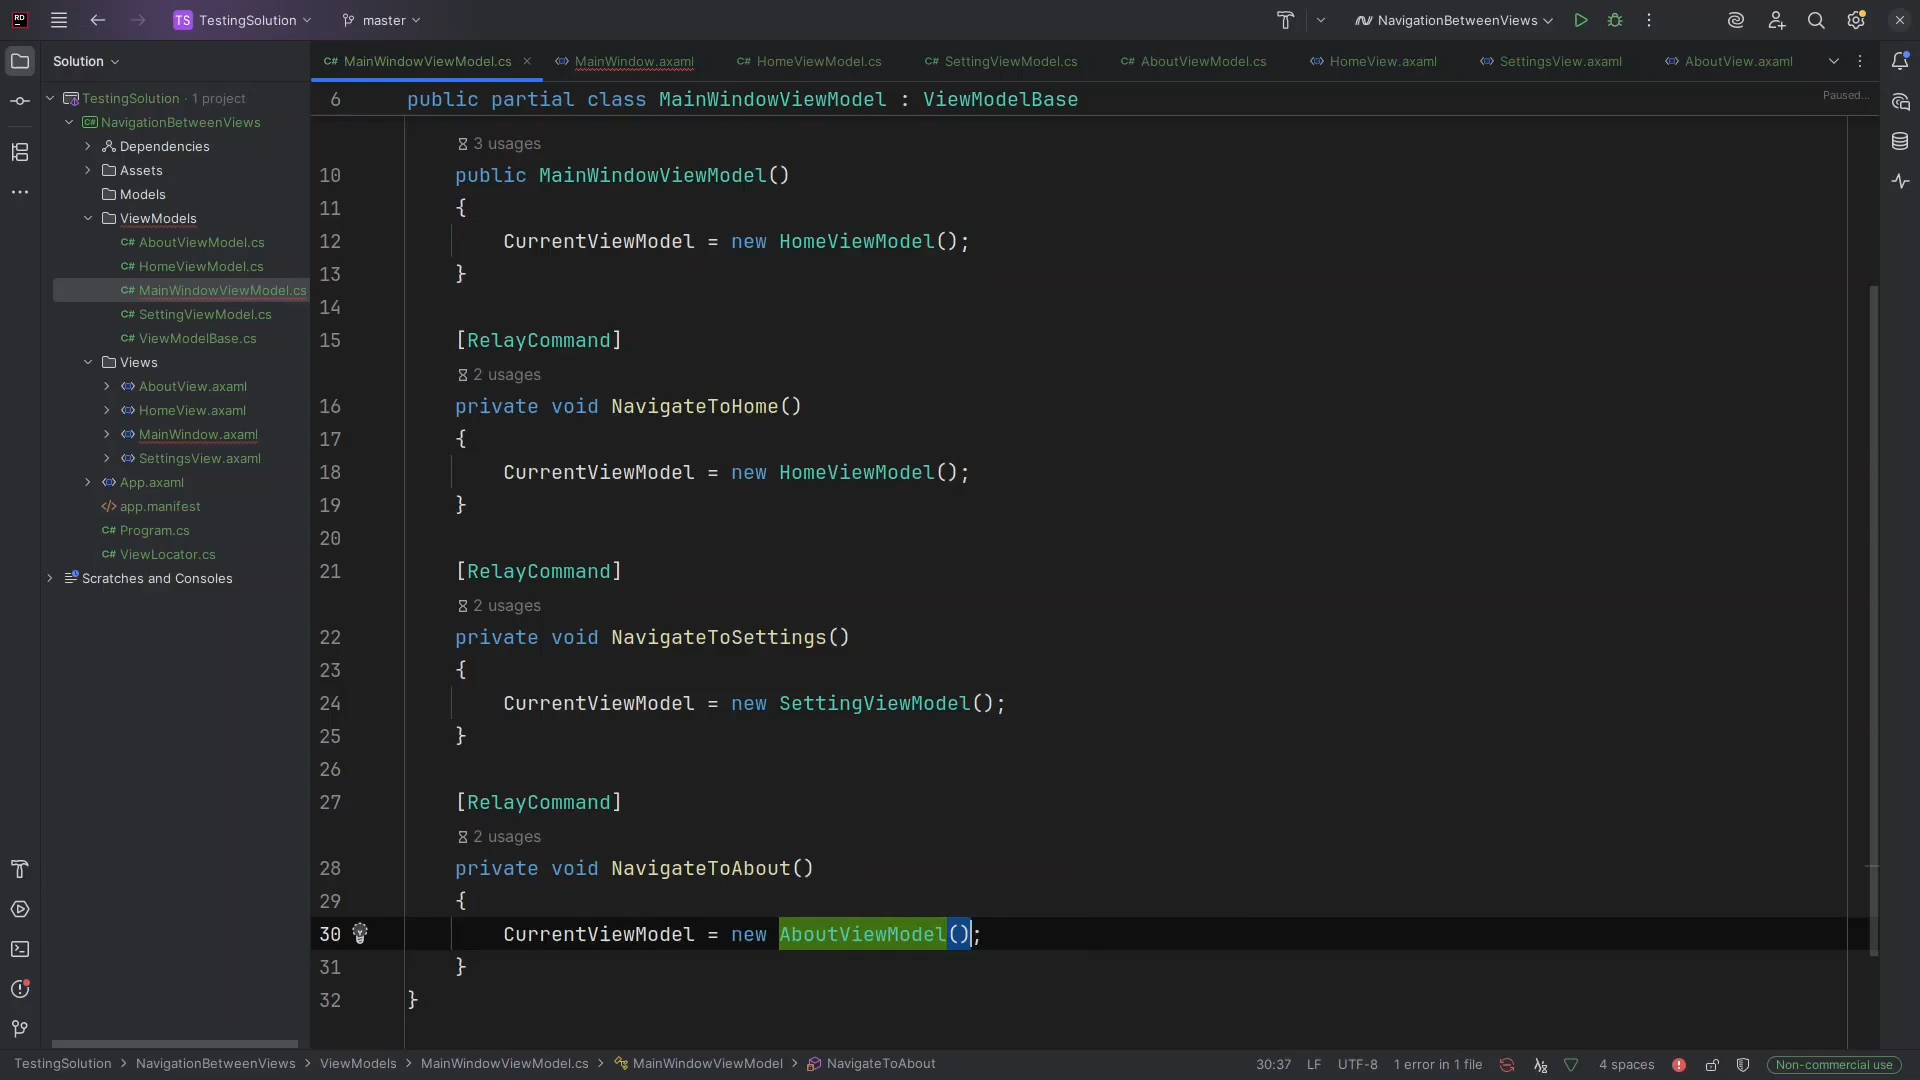 RD
TS TestingSolution
master
NavigationBetweenViews
Solution
C# MainWindowViewModel.cs
MainWindow.axaml
C# HomeViewModel.cs
C# SettingViewModel.cs
C# AboutViewModel.cs
HomeView.axaml
SettingsView.axaml
AboutView.axaml
TestingSolution · 1 project
C# NavigationBetweenViews
Dependencies
Assets
Models
ViewModels
C# AboutViewModel.cs
C# HomeViewModel.cs
C# MainWindowViewModel.cs
C# SettingViewModel.cs
C# ViewModelBase.cs
Views
AboutView.axaml
HomeView.axaml
MainWindow.axaml
SettingsView.axaml
App.axaml
app.manifest
C# Program.cs
C# ViewLocator.cs
Scratches and Consoles
6 public partial class MainWindowViewModel : ViewModelBase
Paused...
3 usages
10 public MainWindowViewModel()
11 {
12 CurrentViewModel = new HomeViewModel();
13 }
14
15 [RelayCommand]
2 usages
16 private void NavigateToHome()
17 {
18 CurrentViewModel = new HomeViewModel();
19 }
20
21 [RelayCommand]
2 usages
22 private void NavigateToSettings()
23 {
24 CurrentViewModel = new SettingViewModel();
25 }
26
27 [RelayCommand]
2 usages
28 private void NavigateToAbout()
29 {
30 CurrentViewModel = new AboutViewModel();
31 }
32 }
TestingSolution > NavigationBetweenViews > ViewModels > MainWindowViewModel.cs > MainWindowViewModel > NavigateToAbout
30:37 LF UTF-8 1 error in 1 file 4 spaces Non-commercial use